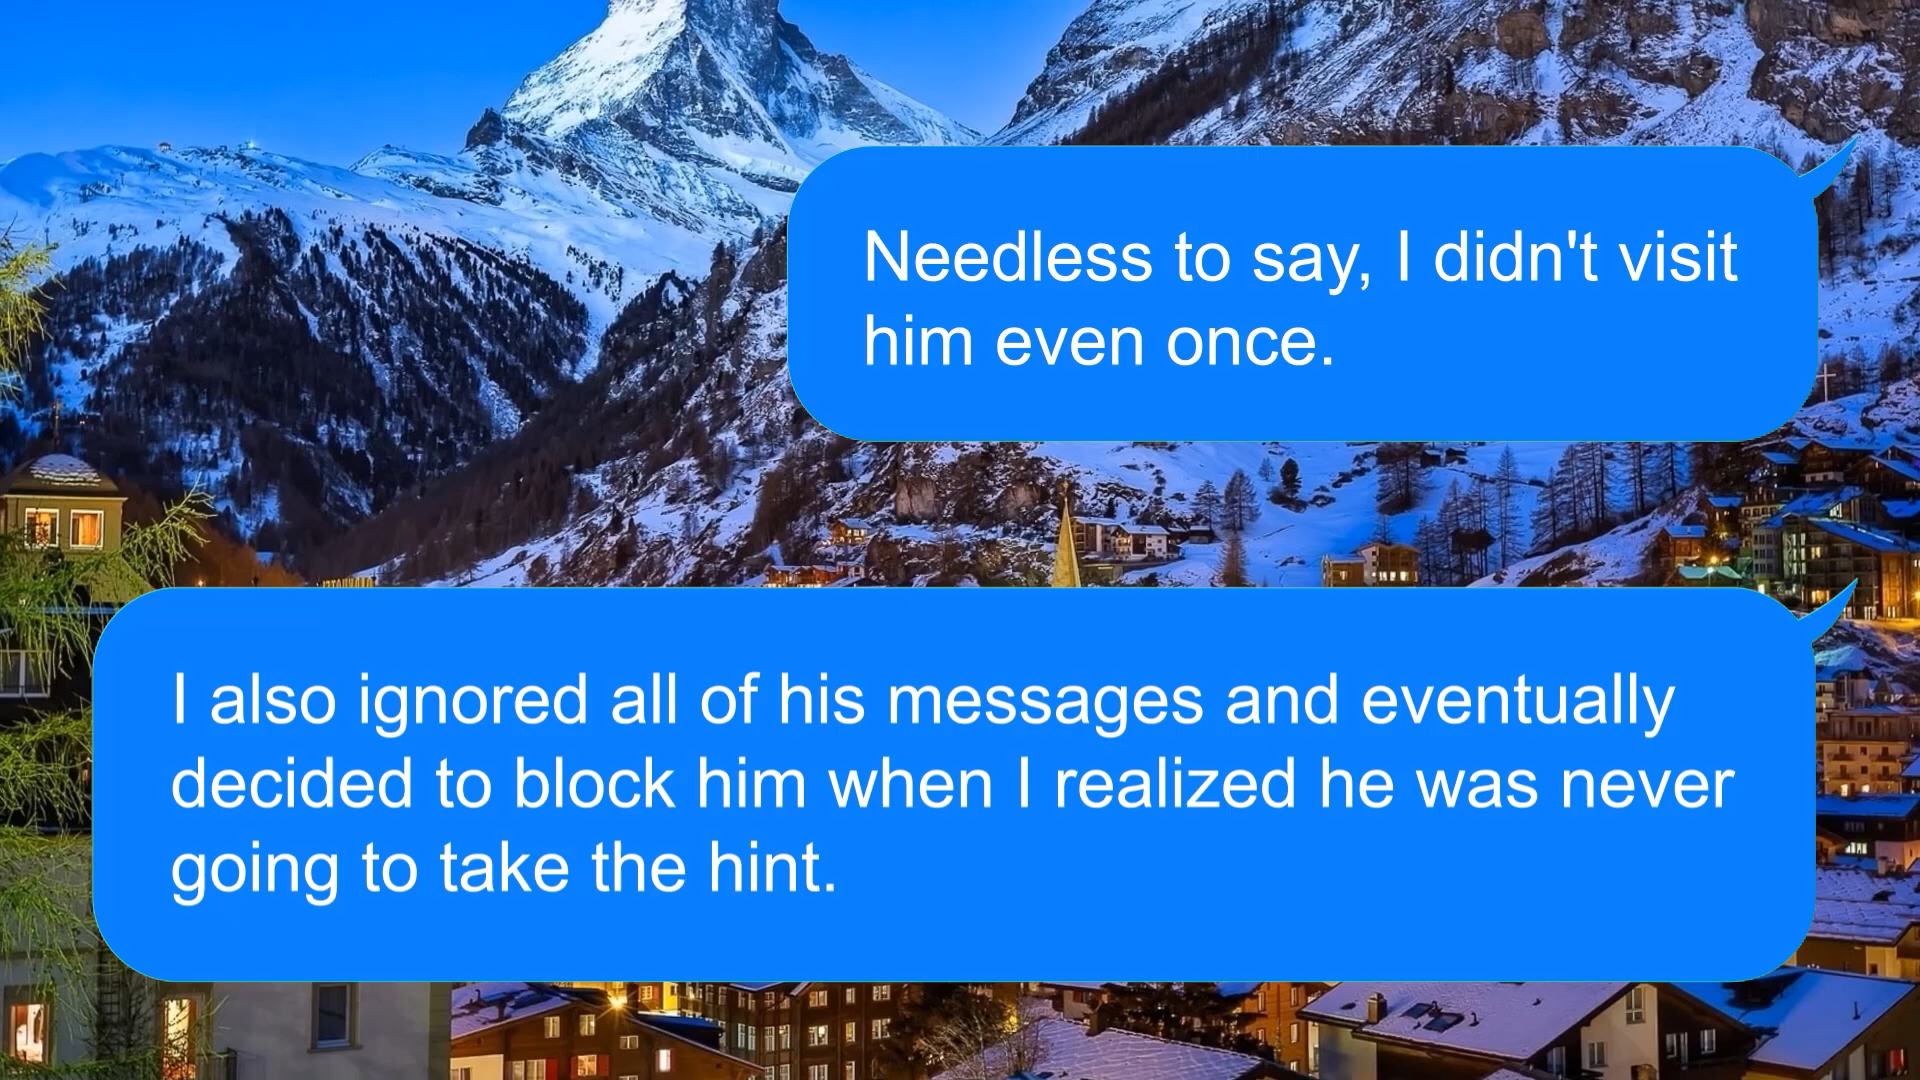 Needless to say, I didn't visit
him even once.
I also ignored all of his messages and eventually
decided to block him when I realized he was never
going to take the hint.